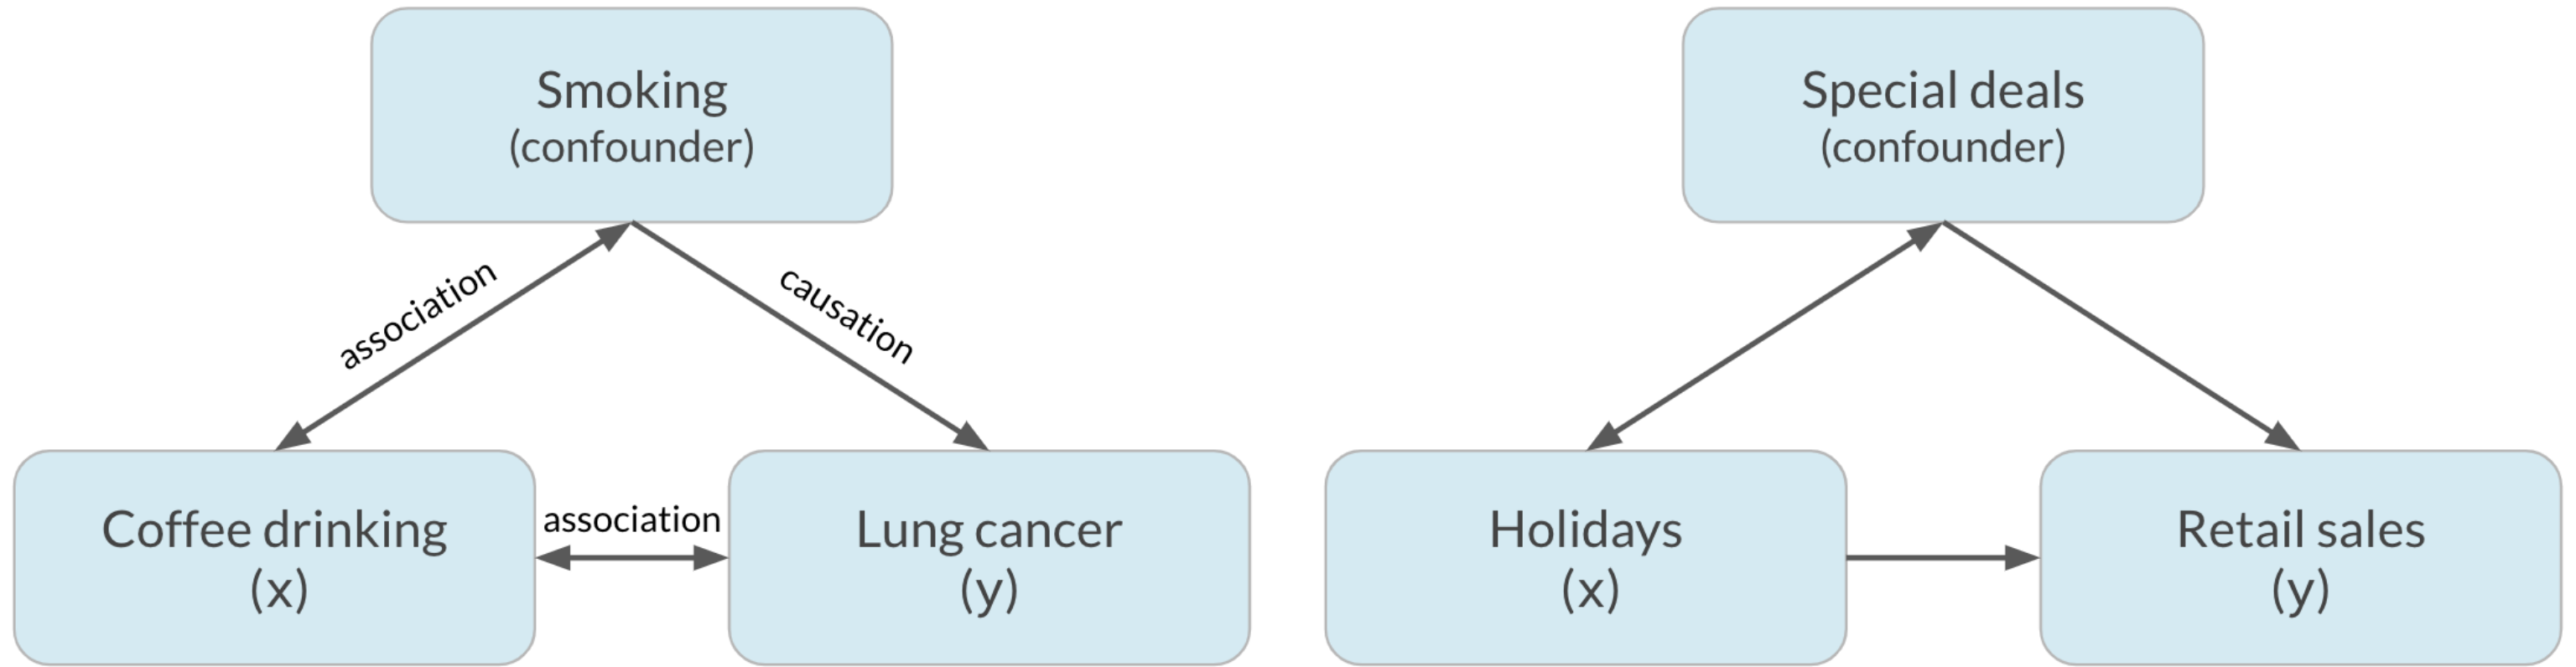 Smoking
(confounder)
association
causation
Coffee drinking
(x)
association
Lung cancer
(y)
Special deals
(confounder)
Holidays
(x)
Retail sales
(y)